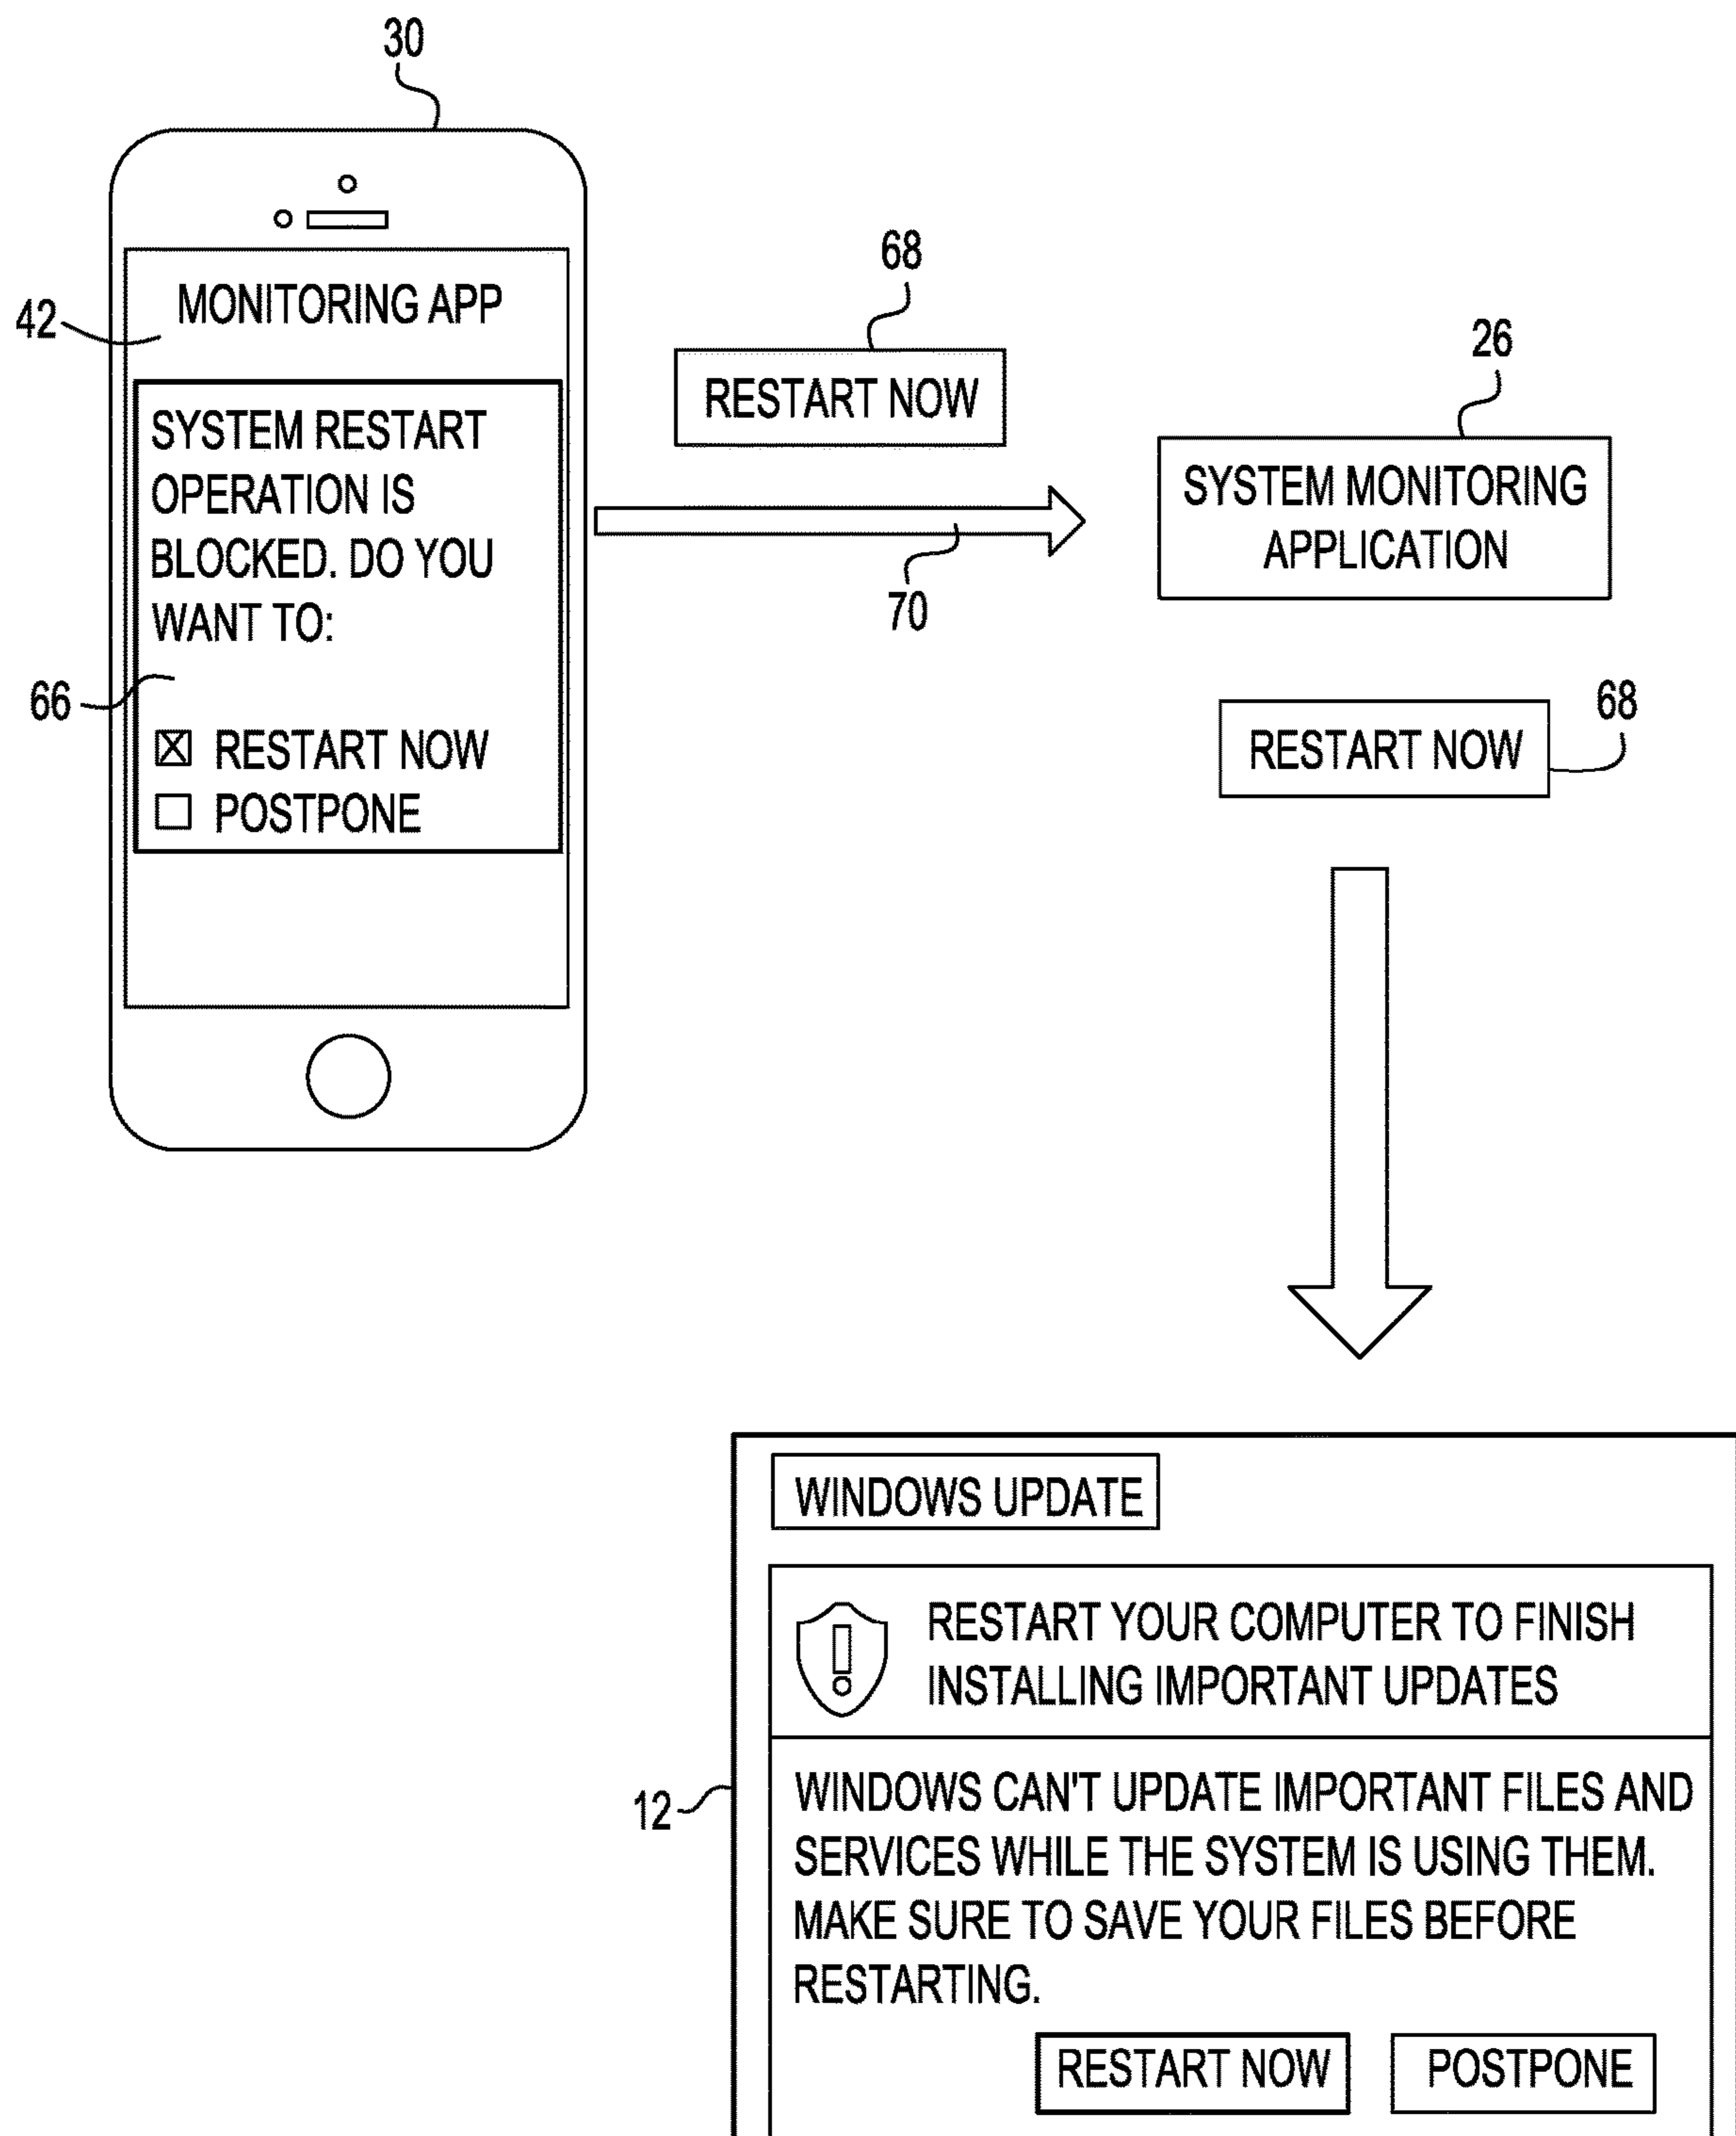 30
42
MONITORING APP
SYSTEM RESTART
OPERATION IS
BLOCKED. DO YOU
WANT TO:
66
RESTART NOW
POSTPONE
68
RESTART NOW
70
26
SYSTEM MONITORING
APPLICATION
68
RESTART NOW
12
WINDOWS UPDATE
RESTART YOUR COMPUTER TO FINISH
INSTALLING IMPORTANT UPDATES
WINDOWS CAN'T UPDATE IMPORTANT FILES AND
SERVICES WHILE THE SYSTEM IS USING THEM.
MAKE SURE TO SAVE YOUR FILES BEFORE
RESTARTING.
RESTART NOW
POSTPONE